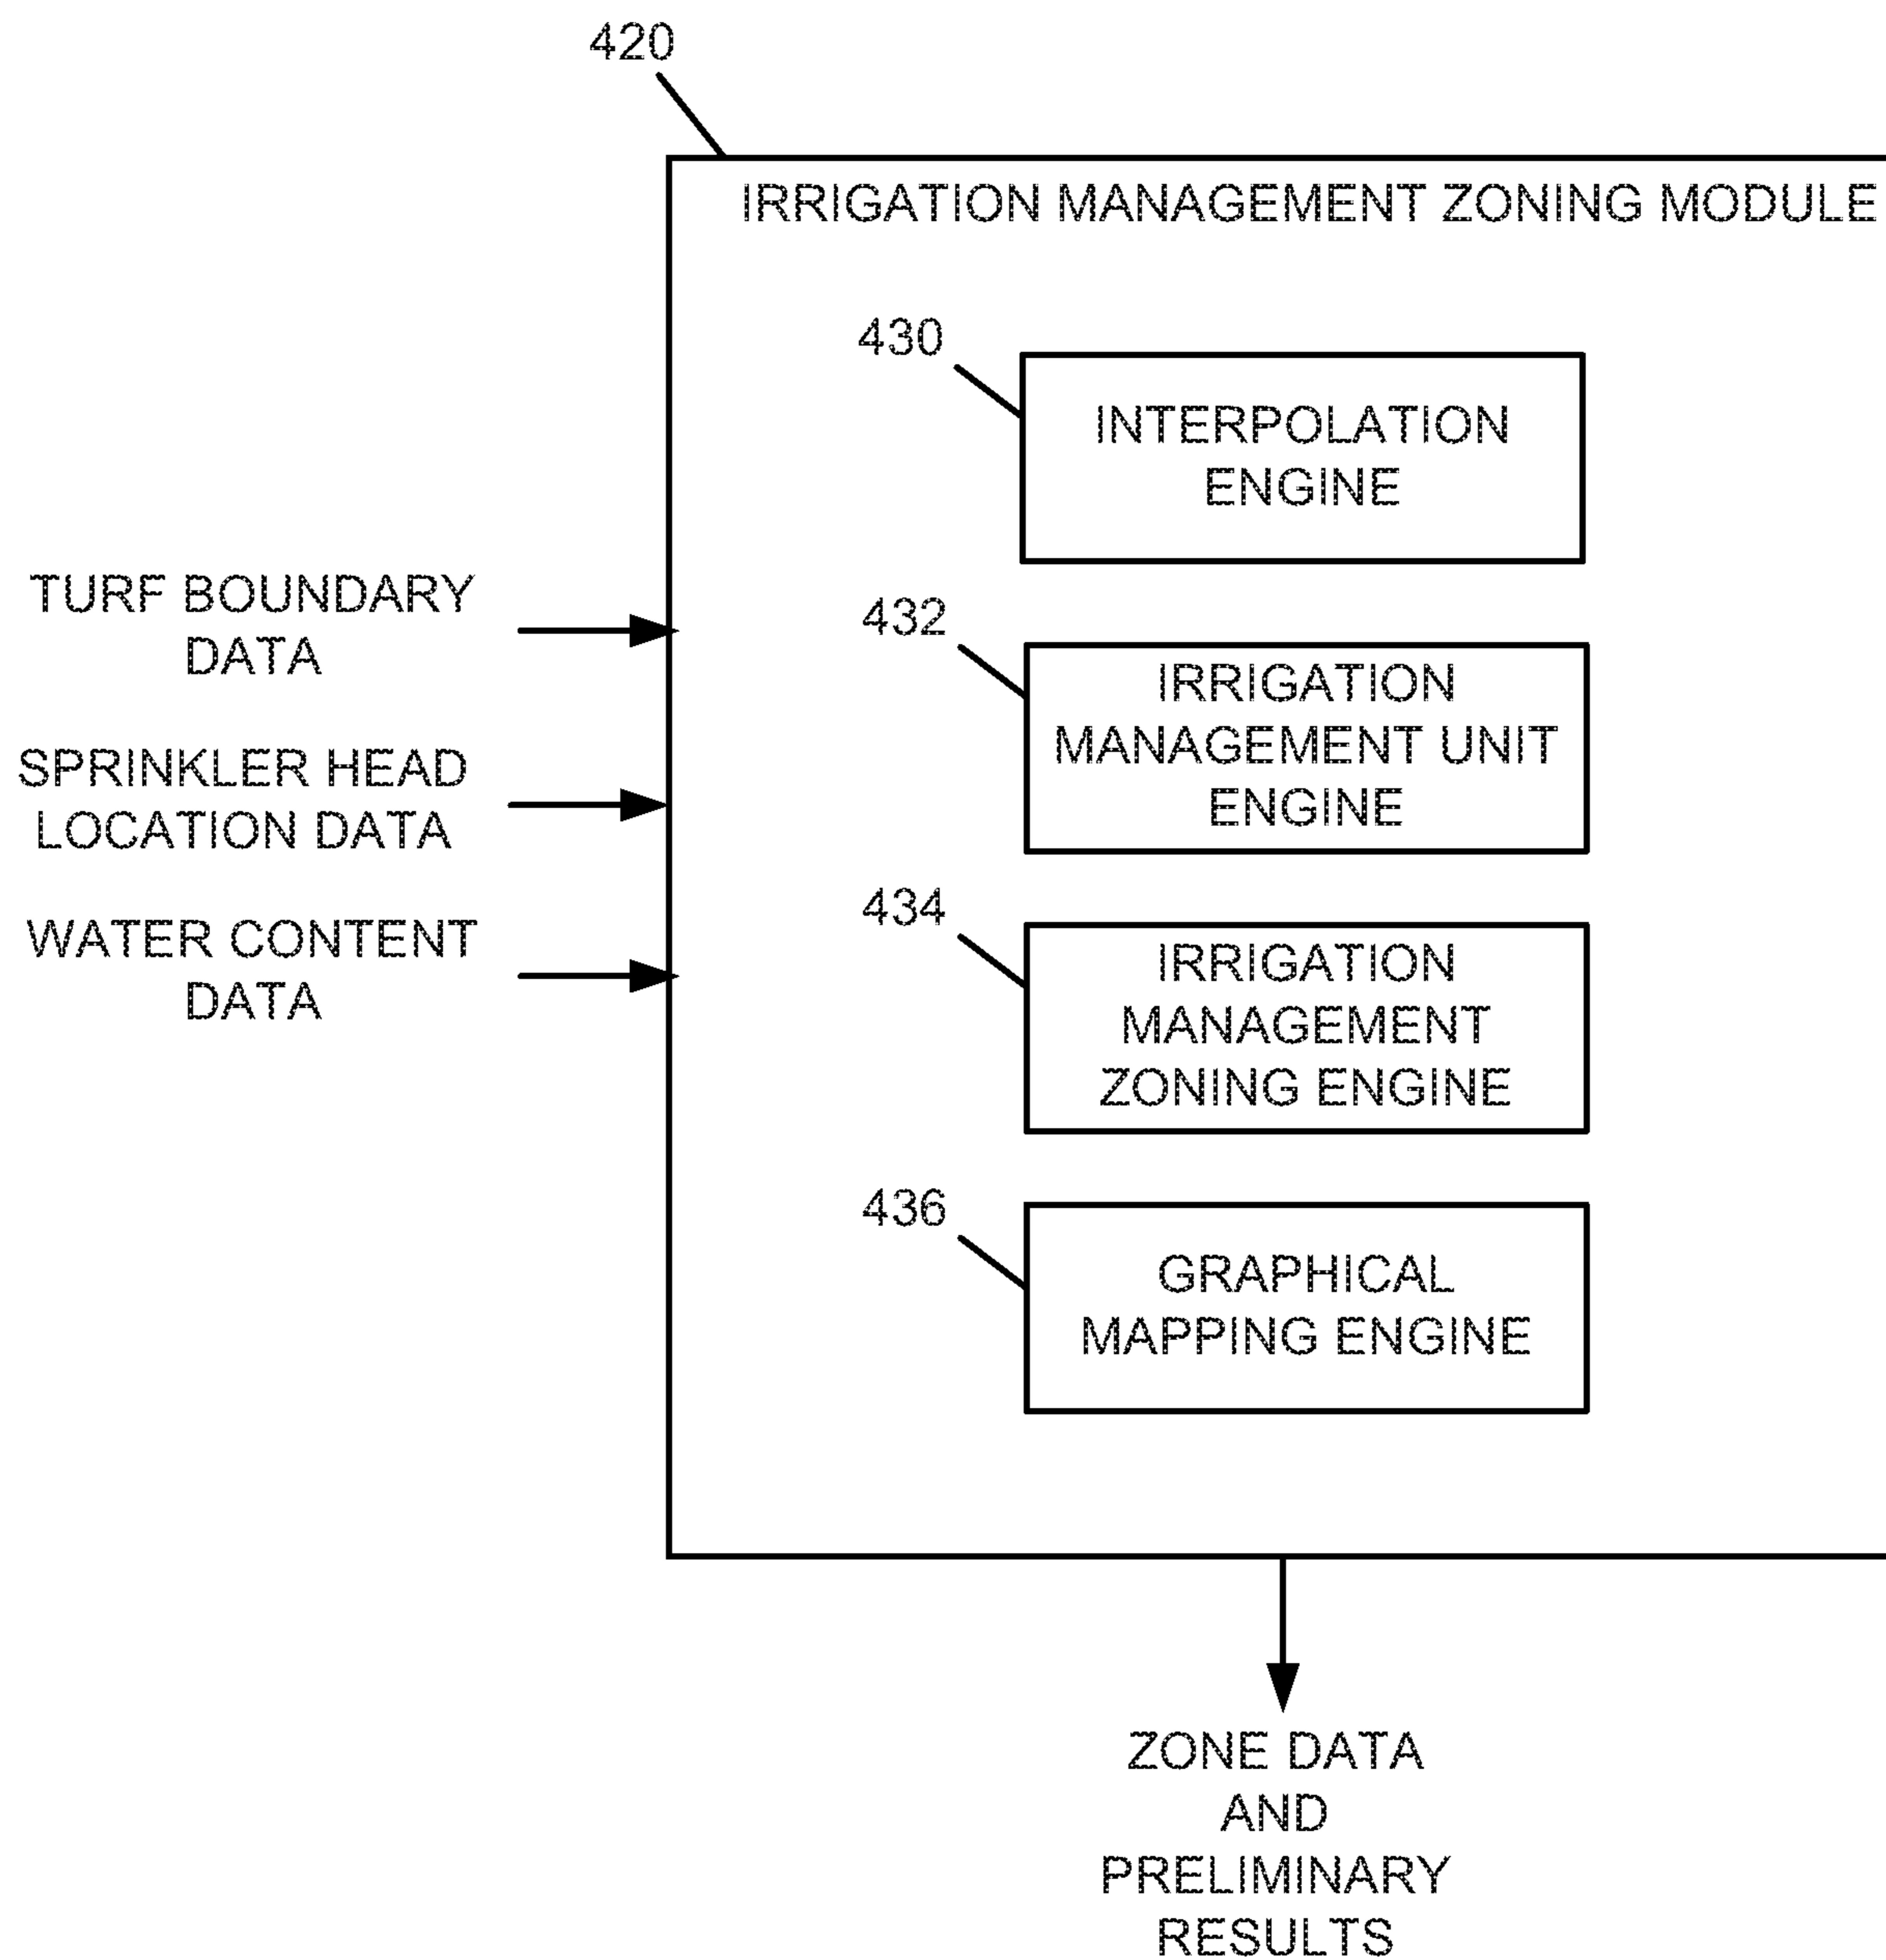 420
IRRIGATION MANAGEMENT ZONING MODULE
430
INTERPOLATION
ENGINE
432
IRRIGATION
MANAGEMENT UNIT
ENGINE
434
IRRIGATION
MANAGEMENT
ZONING ENGINE
436
GRAPHICAL
MAPPING ENGINE
TURF BOUNDARY
DATA
SPRINKLER HEAD
LOCATION DATA
WATER CONTENT
DATA
ZONE DATA
AND
PRELIMINARY
RESULTS